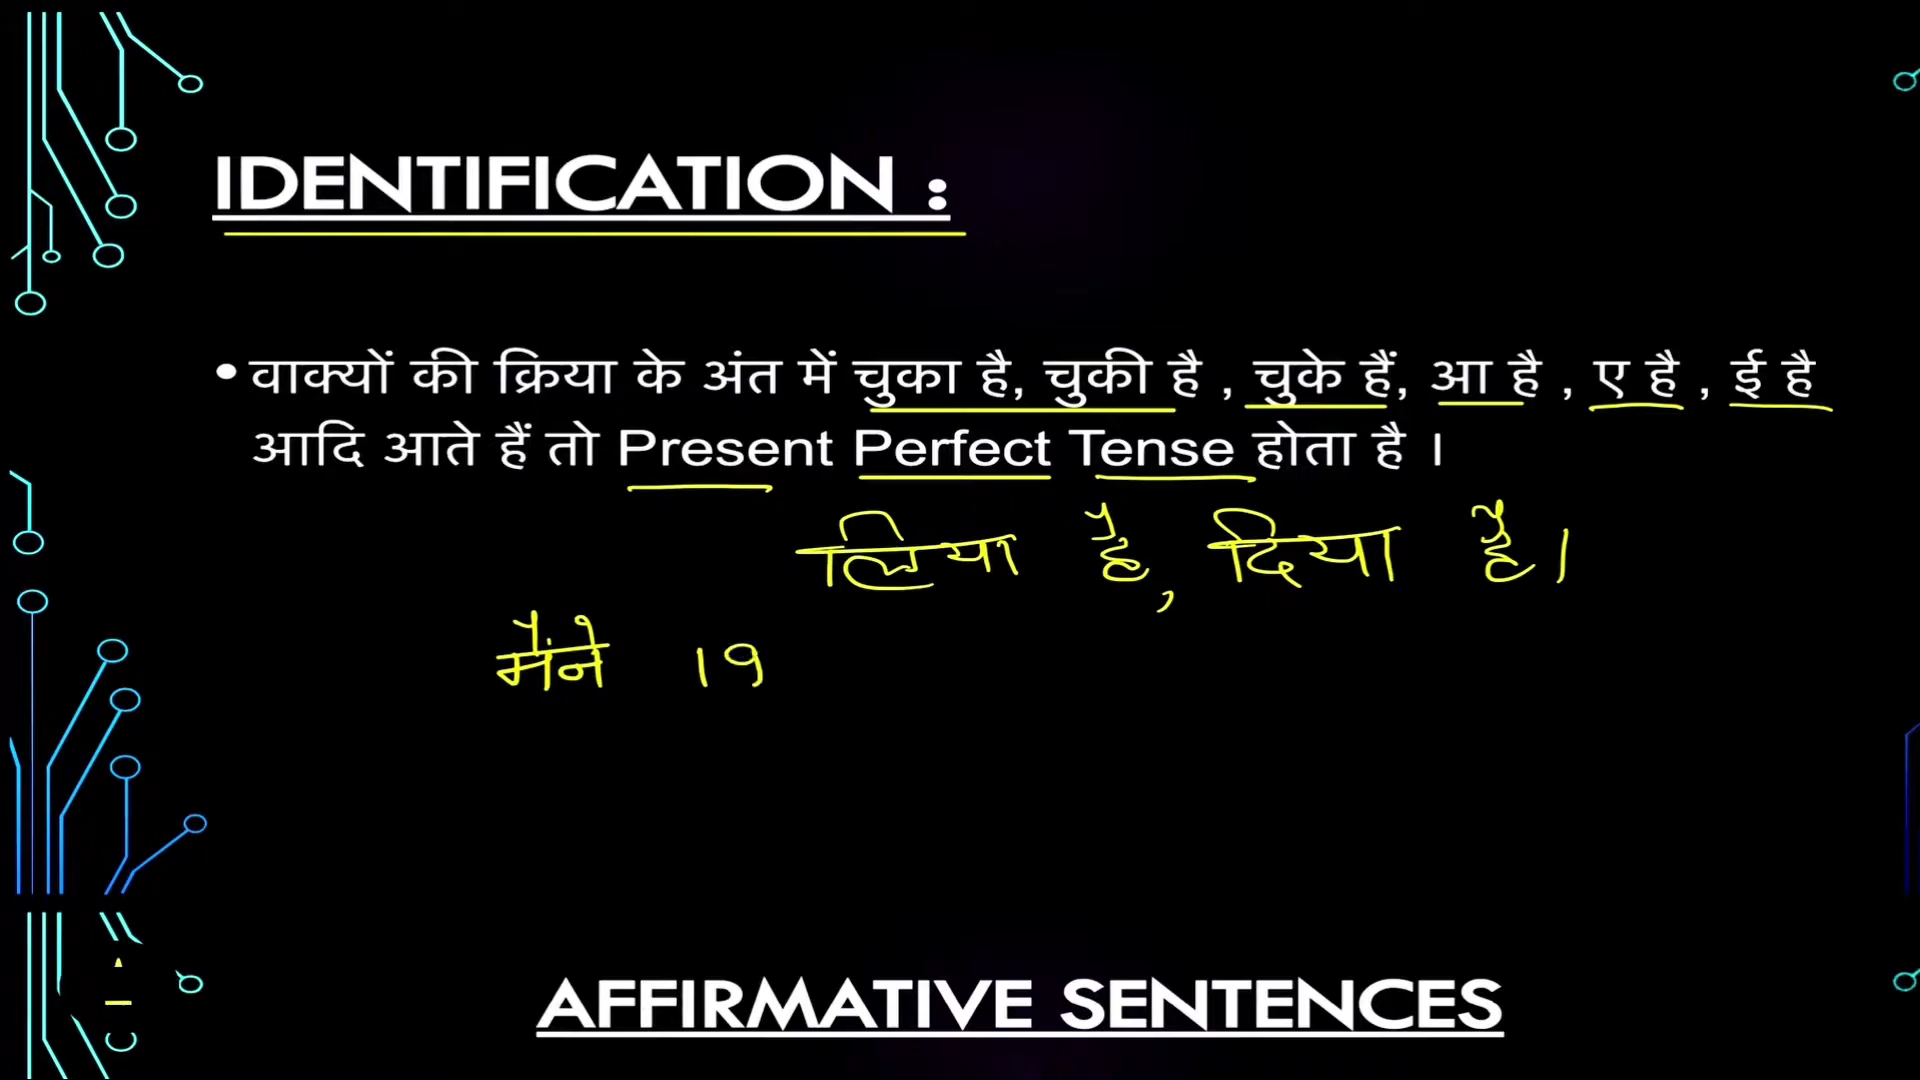 IDENTIFICATION :
• वाक्यों की क्रिया के अंत में चुका है, चुकी है , चुके हैं, आ है , ए है , ई है
आदि आते हैं तो Present Perfect Tense होता है ।
लिया है, दिया है।
मैंने 19
AFFIRMATIVE SENTENCES